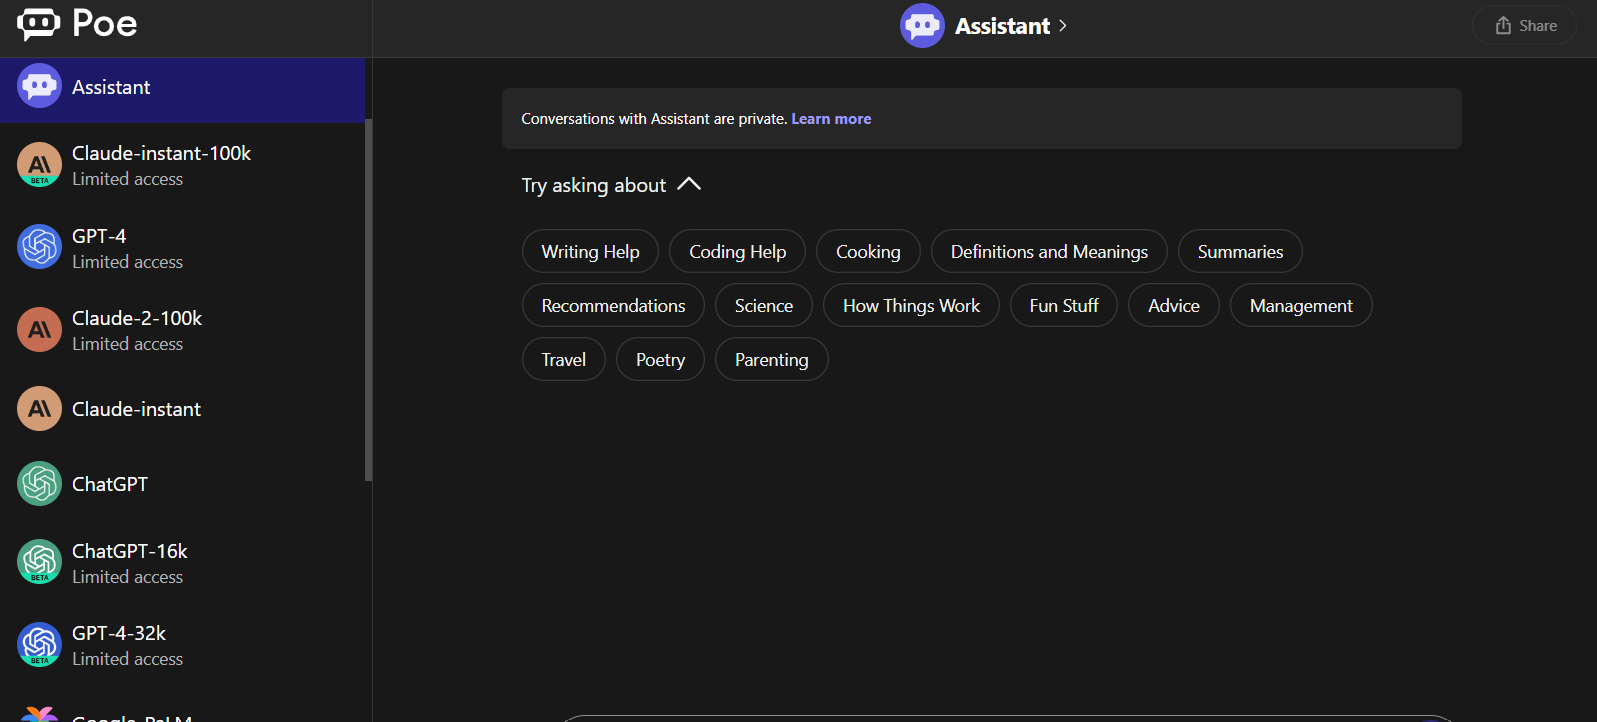 Poe
Assistant
Share
Assistant
Claude-instant-100k
Limited access
BETA
GPT-4
Limited access
Claude-2-100k
Limited access
Claude-instant
ChatGPT
ChatGPT-16k
Limited access
BETA
GPT-4-32k
Limited access
BETA
Google-PaLM
Conversations with Assistant are private. Learn more
Try asking about
Writing Help Coding Help Cooking Definitions and Meanings Summaries
Recommendations Science How Things Work Fun Stuff Advice Management
Travel Poetry Parenting